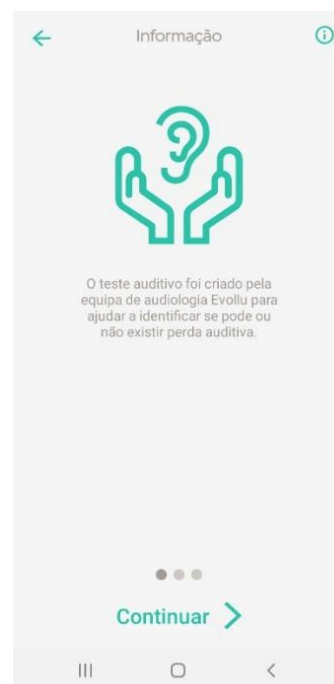 Informação
O teste auditivo foi criado pela
equipa de audiologia Evollu para
ajudar a identificar se pode ou
não existir perda auditiva.
Continuar